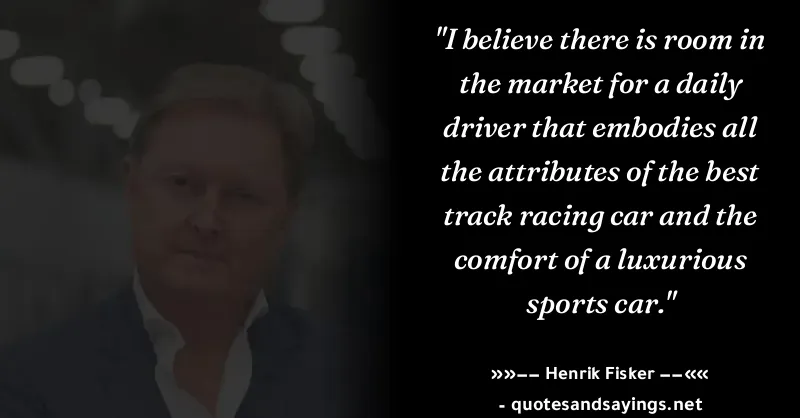 "I believe there is room in
the market for a daily
driver that embodies all
the attributes of the best
track racing car and the
comfort of a luxurious
sports car."
»»−− Henrik Fisker −−««
- quotesandsayings.net